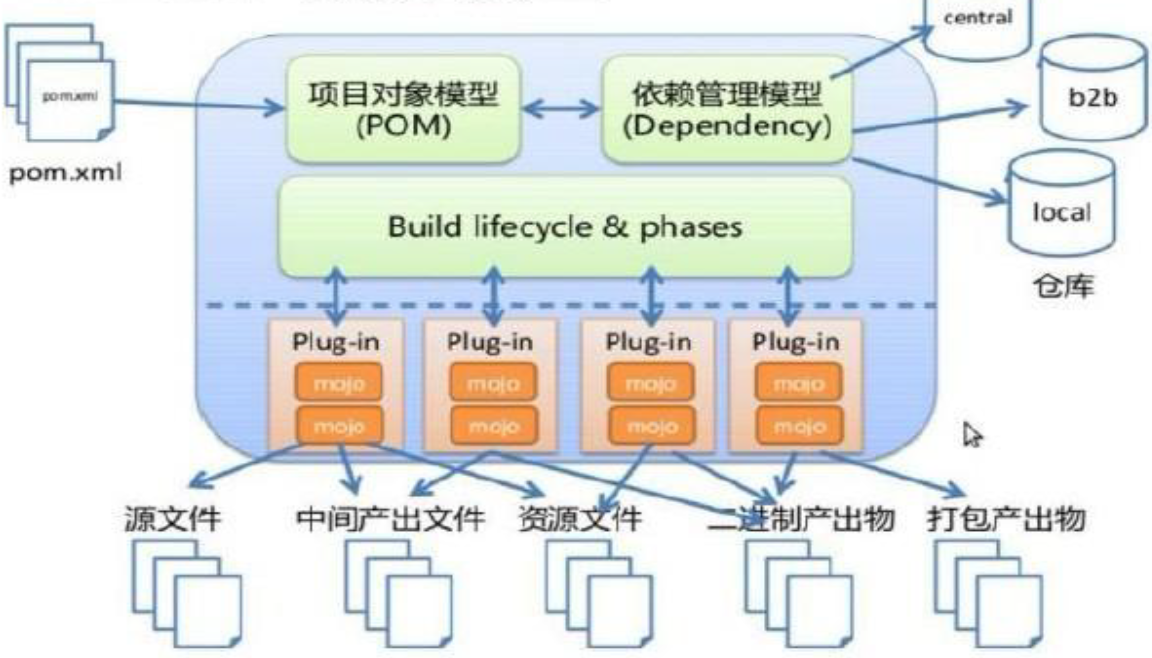 central
pom.xml
项目对象模型
(POM)
依赖管理模型
(Dependency)
b2b
pom.xml
Build lifecycle & phases
local
仓库
Plug-in
mojo
mojo
Plug-in
mojo
mojo
Plug-in
mojo
mojo
Plug-in
mojo
mojo
源文件
中间产出文件
资源文件
二进制产出物
打包产出物